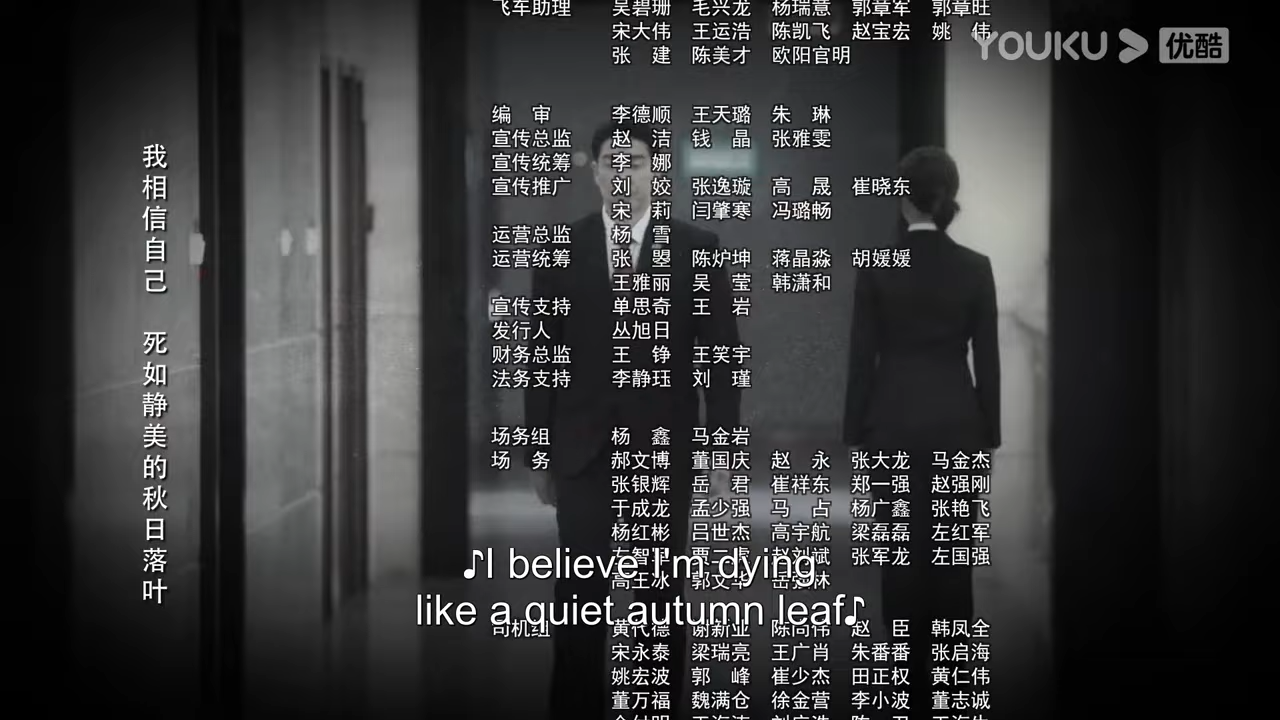 飞车助理 吴碧珊 毛兴龙 杨瑞意 郭章军 郭章旺
宋大伟 王运浩 陈凯飞 赵宝宏 姚 伟
张 建 陈美才 欧阳官明
YOUKU 优酷
编 审 李德顺 王天璐 朱 琳
宣传总监 赵 洁 钱 晶 张雅雯
宣传统筹 李 娜
宣传推广 刘 姣 张逸璇 高 晟 崔晓东
宋 莉 闫肇寒 冯璐畅
运营总监 杨 雪
运营统筹 张 曌 陈炉坤 蒋晶淼 胡媛媛
王雅丽 吴 莹 韩潇和
宣传支持 单思奇 王 岩
发行人 丛旭日
财务总监 王 铮 王笑宇
法务支持 李静珏 刘 瑾
场务组 杨 鑫 马金岩
场 务 郝文博 董国庆 赵 永 张大龙 马金杰
张银辉 岳 君 崔祥东 郑一强 赵强刚
于成龙 孟少强 马 占 杨广鑫 张艳飞
杨红彬 吕世杰 高宇航 梁磊磊 左红军
赵刘斌 张军龙 左国强
高王冰 郭文华
司机组 黄代德 谢新亚 陈尚伟 赵 臣 韩凤全
宋永泰 梁瑞亮 王广肖 朱番番 张启海
姚宏波 郭 峰 崔少杰 田正权 黄仁伟
董万福 魏满仓 徐金营 李小波 董志诚
我相信自己 死如静美的秋日落叶
♪I believe I'm dying
like a quiet autumn leaf♪